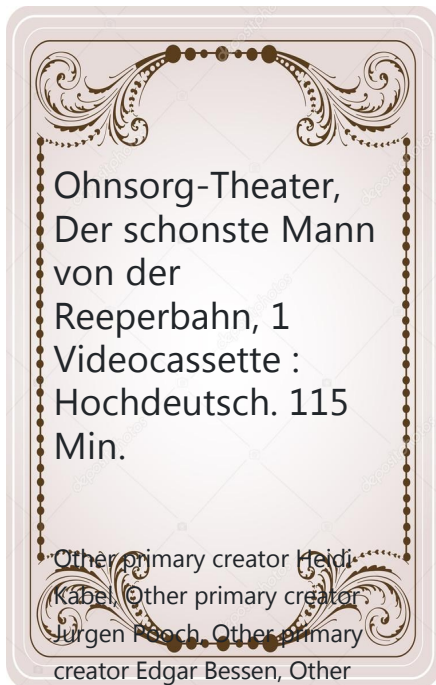 Ohnsorg-Theater,
Der schonste Mann
von der
Reeperbahn, 1
Videocassette :
Hochdeutsch. 115
Min.
Other primary creator Heidi
Kabel, Other primary creator
Jurgen Pooch, Other primary
creator Edgar Bessen, Other